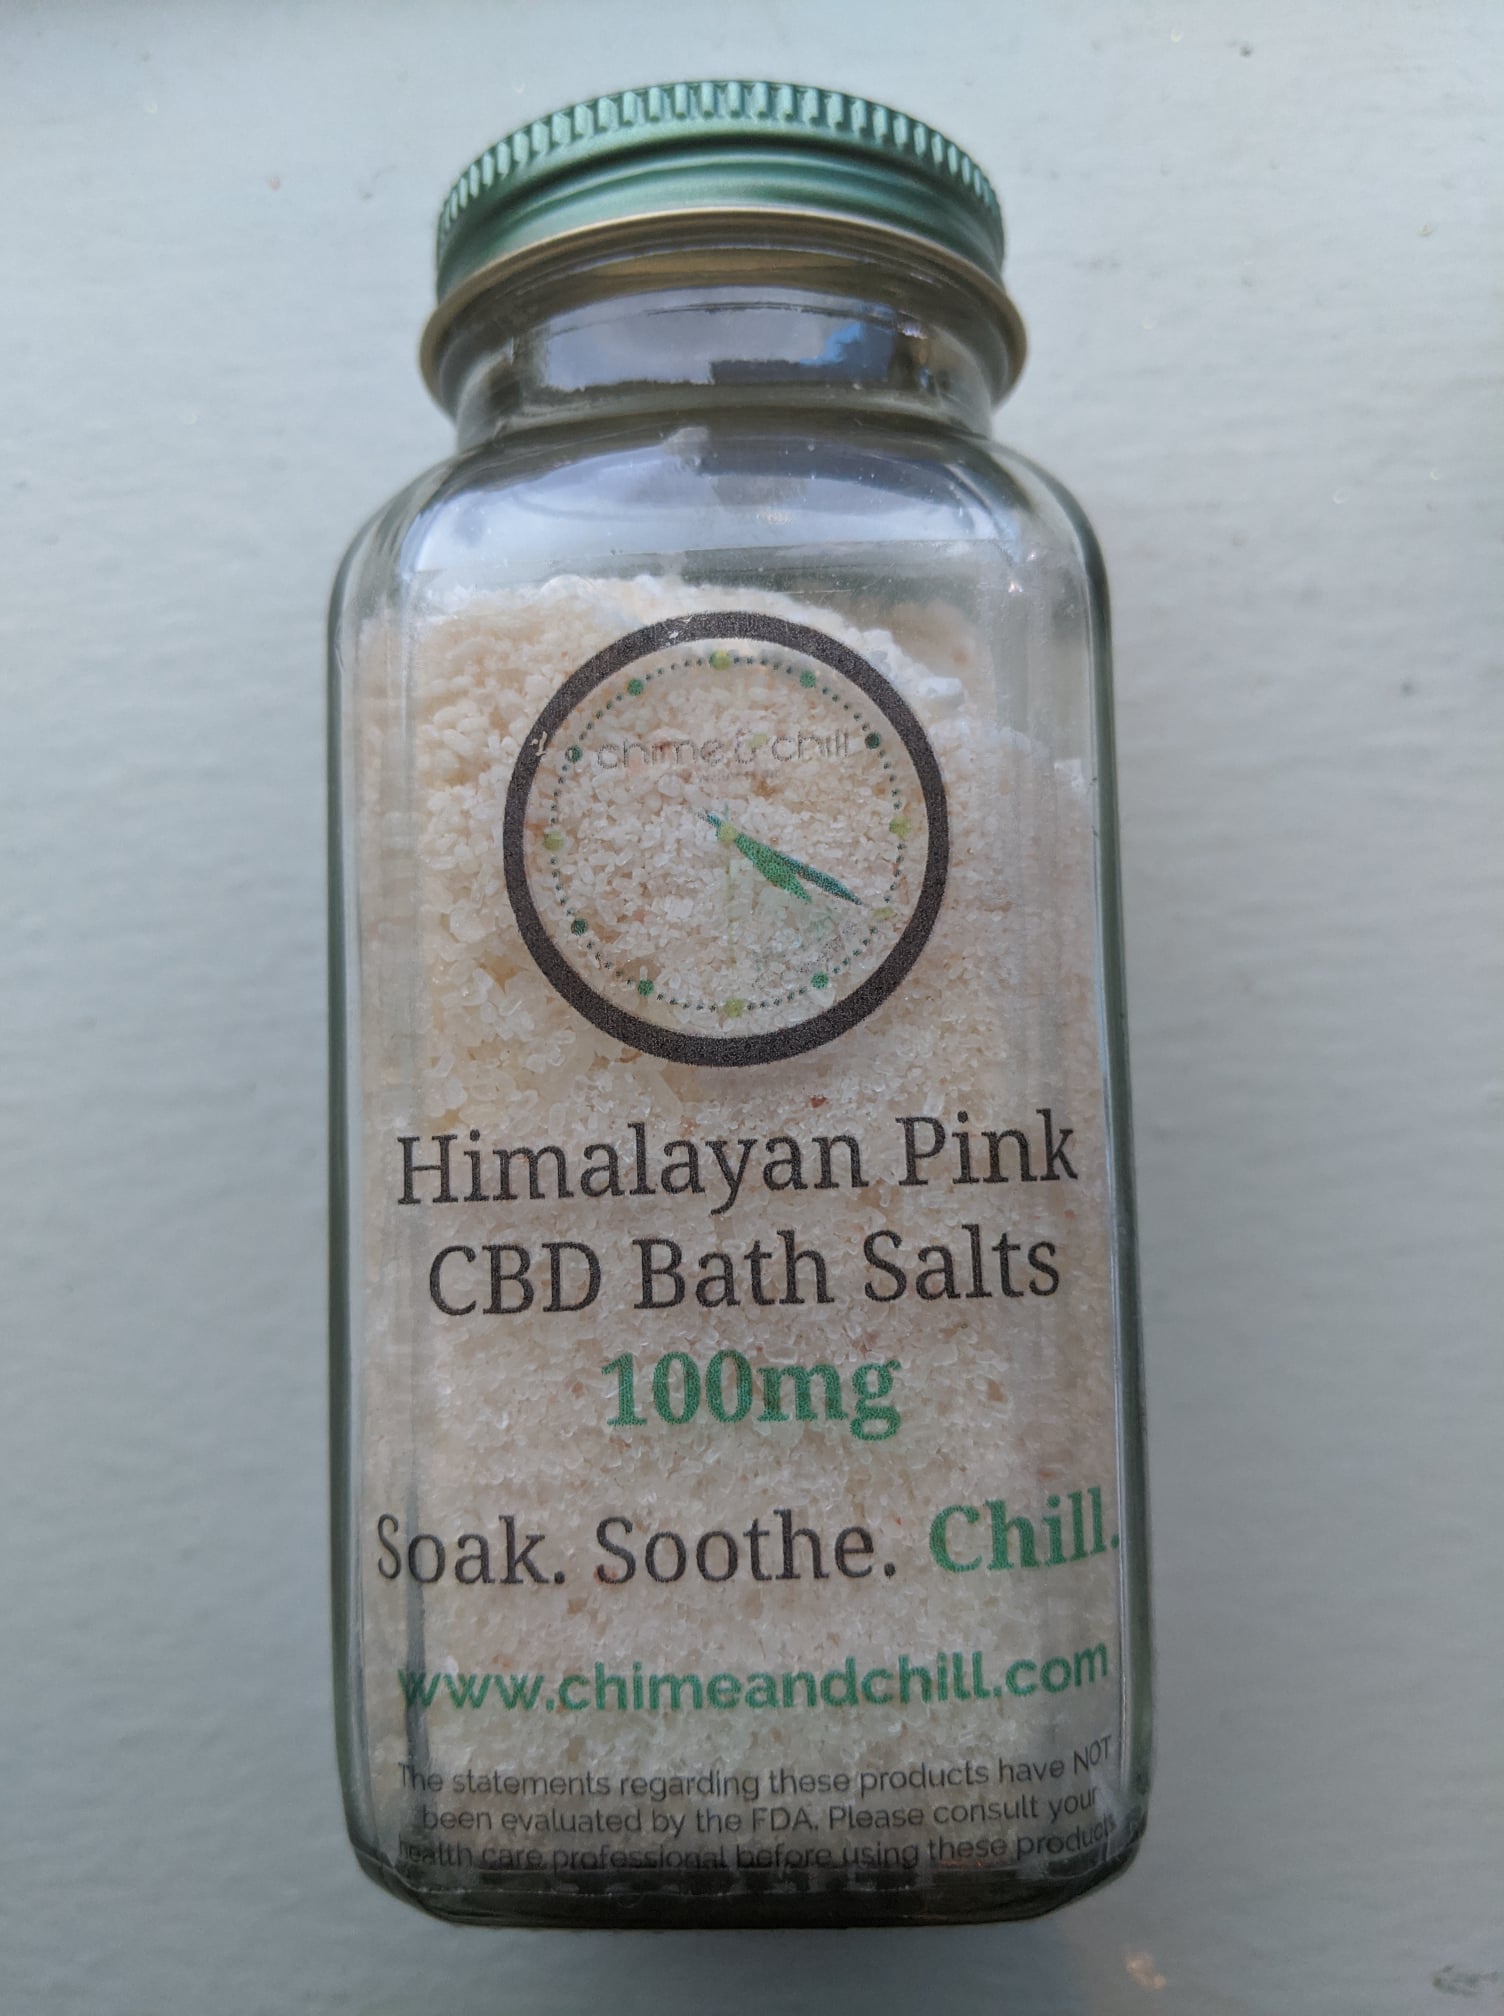 chime & chill
Himalayan Pink
CBD Bath Salts
100mg
Soak. Soothe. Chill.
www.chimeandchill.com
The statements regarding these products have NOT
been evaluated by the FDA. Please consult your
health care professional before using these products